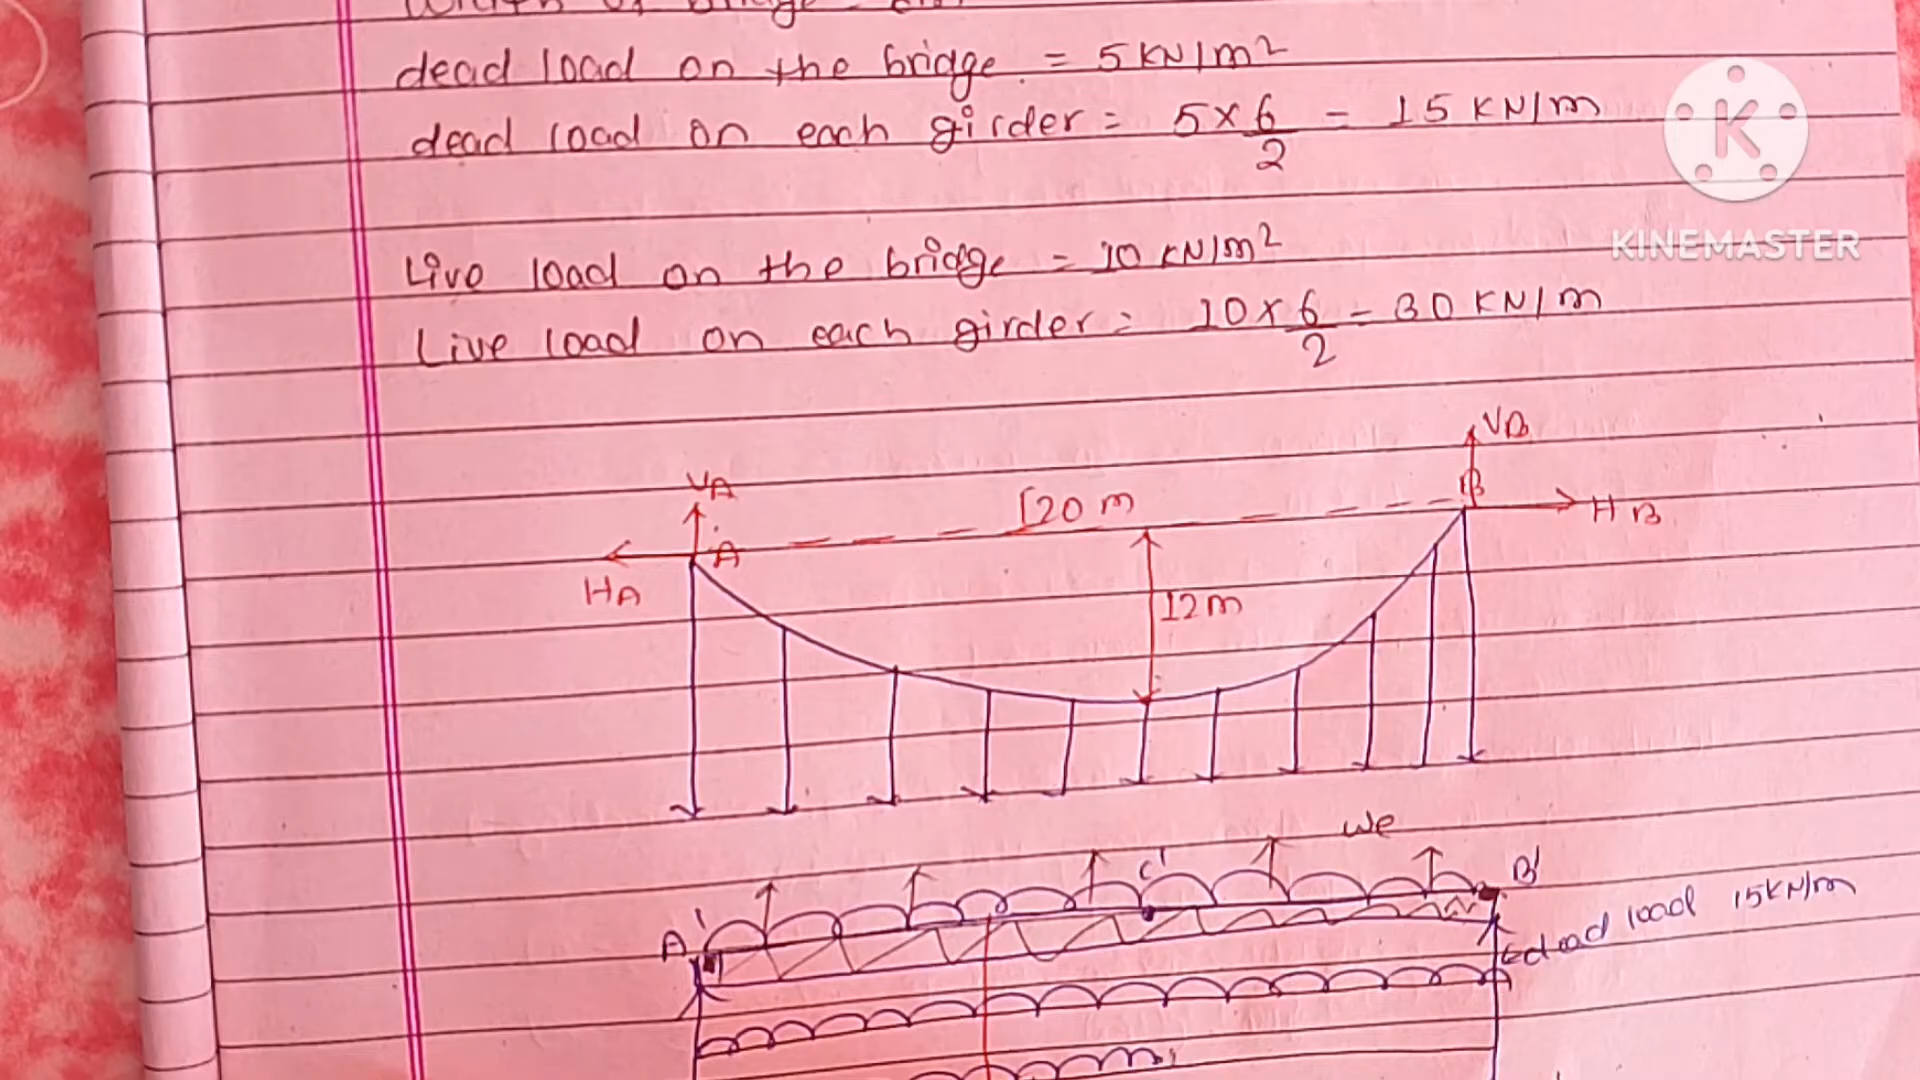 dead load on the bridge = 5 KN/m²
dead load on each girder = 5 × 6/2 = 15 KN/m
KINEMASTER
Live load on the bridge = 10 KN/m²
Live load on each girder = 10 × 6/2 = 30 KN/m
VB
VA
120 m
B
HB
A
HA
12m
we
C'
B'
A'
dead load 15KN/m